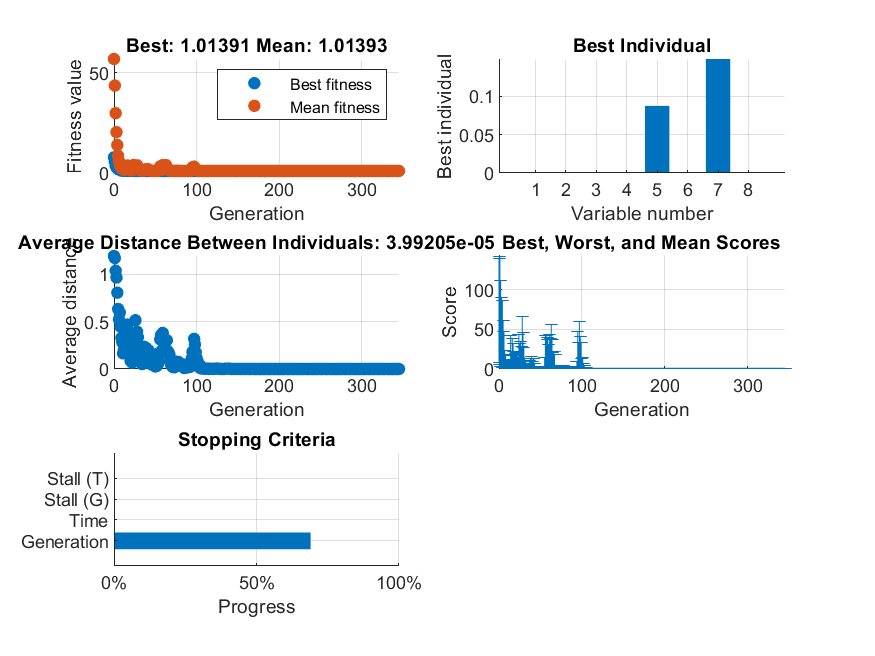 Best: 1.01391 Mean: 1.01393
Fitness value
50
0
Best fitness
Mean fitness
0 100 200 300
Generation
Best Individual
Best individual
0.1
0.05
0
1 2 3 4 5 6 7 8
Variable number
Average Distance Between Individuals: 3.99205e-05
Average distance
1
0.5
0
0 100 200 300
Generation
Best, Worst, and Mean Scores
Score
100
50
0
0 100 200 300
Generation
Stopping Criteria
Stall (T)
Stall (G)
Time
Generation
0% 50% 100%
Progress